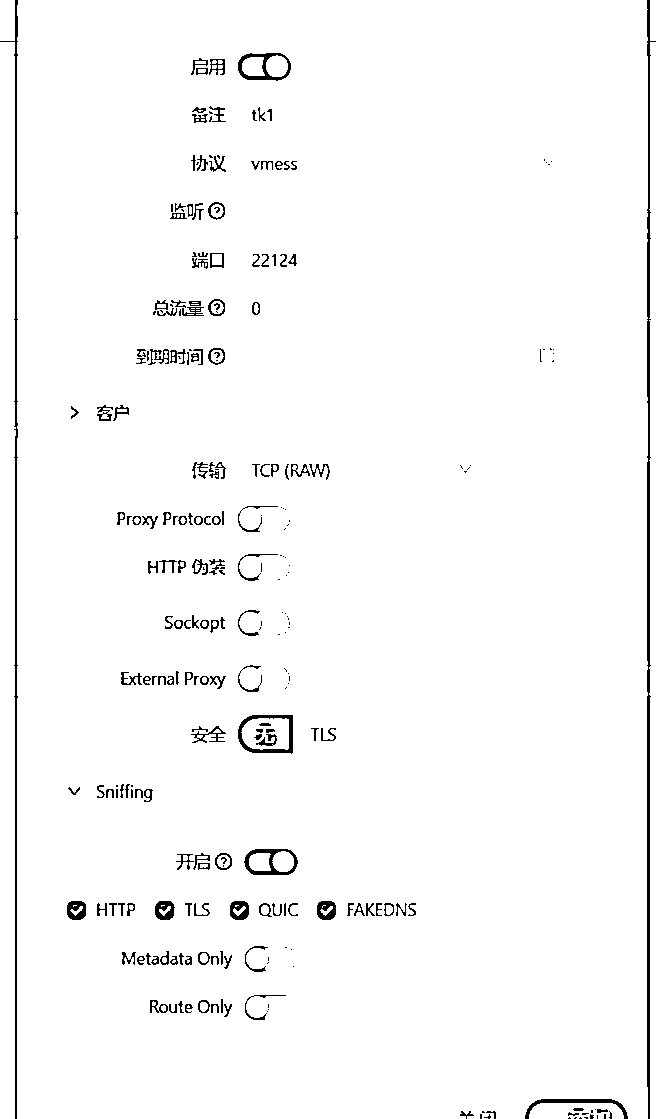 启用
备注 tk1
协议 vmess
监听
端口 22124
总流量 0
到期时间
客户
传输 TCP (RAW)
Proxy Protocol
HTTP 伪装
Sockopt
External Proxy
安全 无 TLS
Sniffing
开启
HTTP TLS QUIC FAKEDNS
Metadata Only
Route Only
关闭